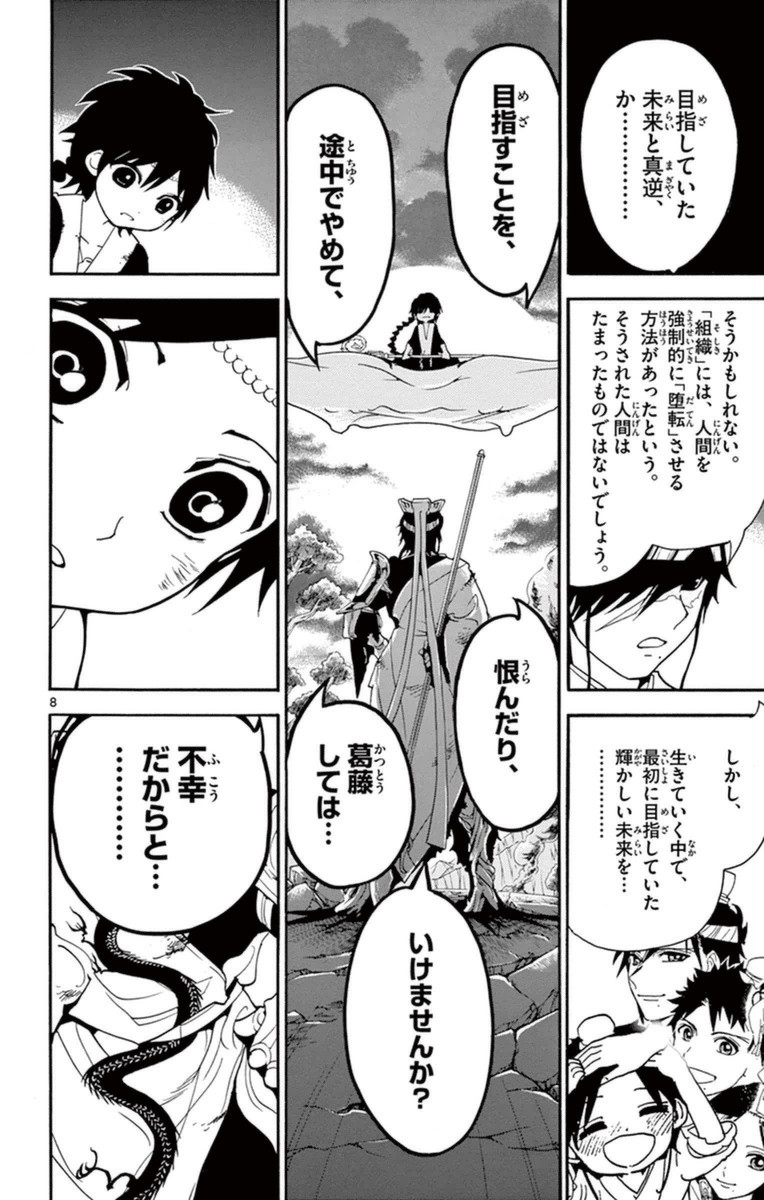 目指していた
未来と真逆、
か…………
そうかもしれない。
「組織」には、人間を
強制的に「堕転」させる
方法があったという。
そうされた人間は
たまったものではないでしょう。
しかし、
生きていく中で、
最初に目指していた
輝かしい未来を…
…………
目指すことを、
途中でやめて、
恨んだり、
葛藤
しては…
いけませんか？
不幸
だからと…
…………
8